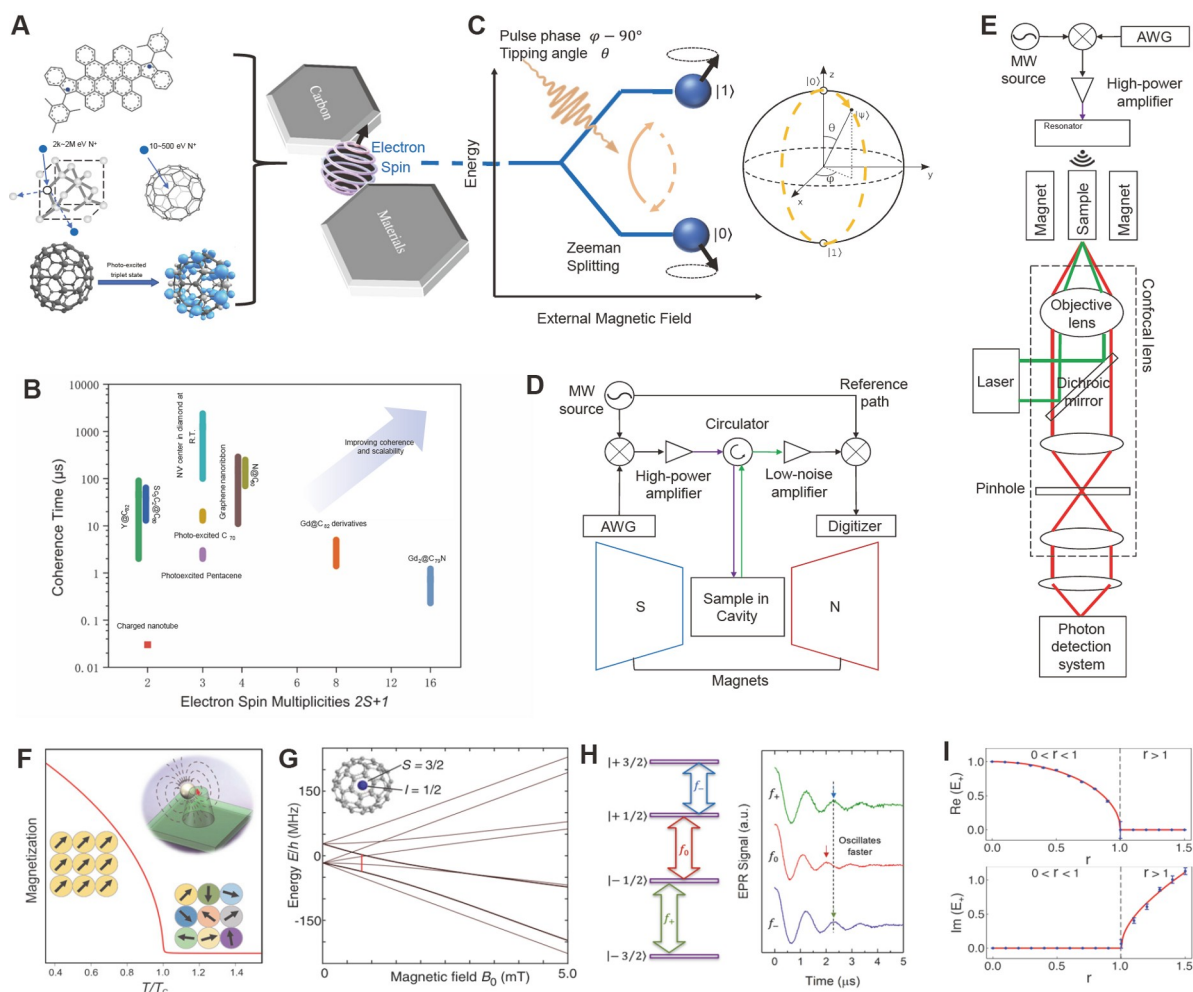 A
2k~2M eV N⁺
10~500 eV N⁺
Photo-excited
triplet state
Carbon
Electron
Spin
Materials
C
Pulse phase φ − 90°
Tipping angle θ
Energy
|1⟩
|0⟩
Zeeman
Splitting
External Magnetic Field
|0⟩
z
|ψ⟩
θ
φ
x
y
|1⟩
E
MW
source
AWG
High-power
amplifier
Resonator
Magnet
Sample
Magnet
Confocal lens
Objective
lens
Laser
Dichroic
mirror
Pinhole
Photon
detection
system
B
Coherence Time (μs)
10000
1000
100
10
1
0.1
0.01
Y@C₈₂
NV⁻ center in diamond at
R.T.
Graphene nanoribbon
N@C₆₀
Improving coherence
and scalability
Photo-excited C ₇₀
Photoexcited Pentacene
Gd@C₈₂ derivatives
Gd₂@C₇₉N
Charged nanotube
2
3
4
6
8
12
16
Electron Spin Multiplicities 2S+1
D
MW
source
Reference
path
Circulator
High-power
amplifier
Low-noise
amplifier
AWG
Digitizer
S
Sample in
Cavity
N
Magnets
F
Magnetization
0.4
0.6
0.8
1.0
1.2
1.4
T/T_C
G
S = 3/2
I = 1/2
Energy E/h (MHz)
150
0
-150
0
5.0
Magnetic field B₀ (mT)
H
|+ 3/2⟩
f₋
|+ 1/2⟩
f₀
|− 1/2⟩
f₊
|− 3/2⟩
EPR Signal (a.u.)
f₊
Oscillates
faster
f₀
f₋
0 1 2 3 4 5
Time (μs)
I
0 < r < 1
r > 1
Re (E₊)
1.0
0.5
0.0
0.0 0.5 1.0 1.5
r
0 < r < 1
r > 1
Im (E₊)
1.0
0.5
0.0
0.0 0.5 1.0 1.5
r